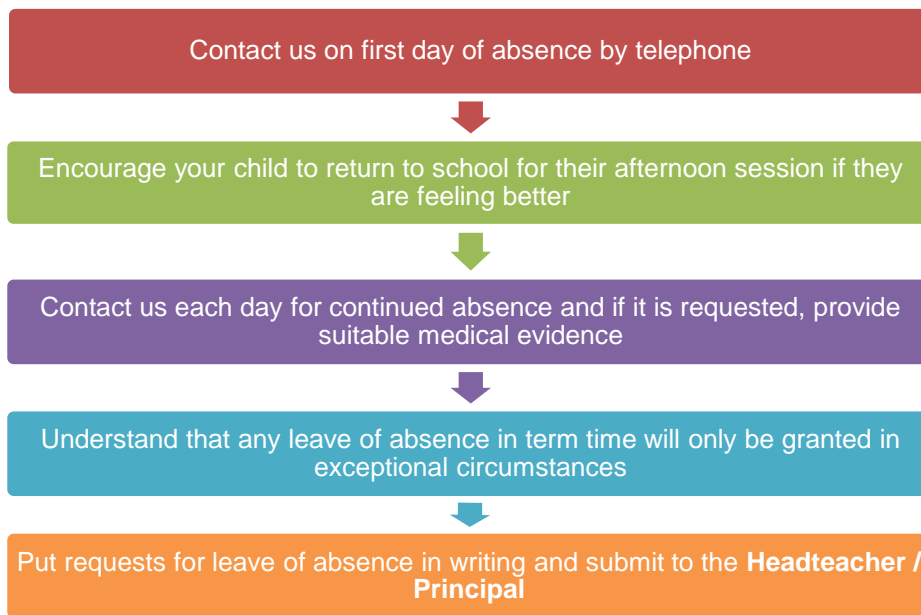 Contact us on first day of absence by telephone
Encourage your child to return to school for their afternoon session if they
are feeling better
Contact us each day for continued absence and if it is requested, provide
suitable medical evidence
Understand that any leave of absence in term time will only be granted in
exceptional circumstances
Put requests for leave of absence in writing and submit to the Headteacher /
Principal